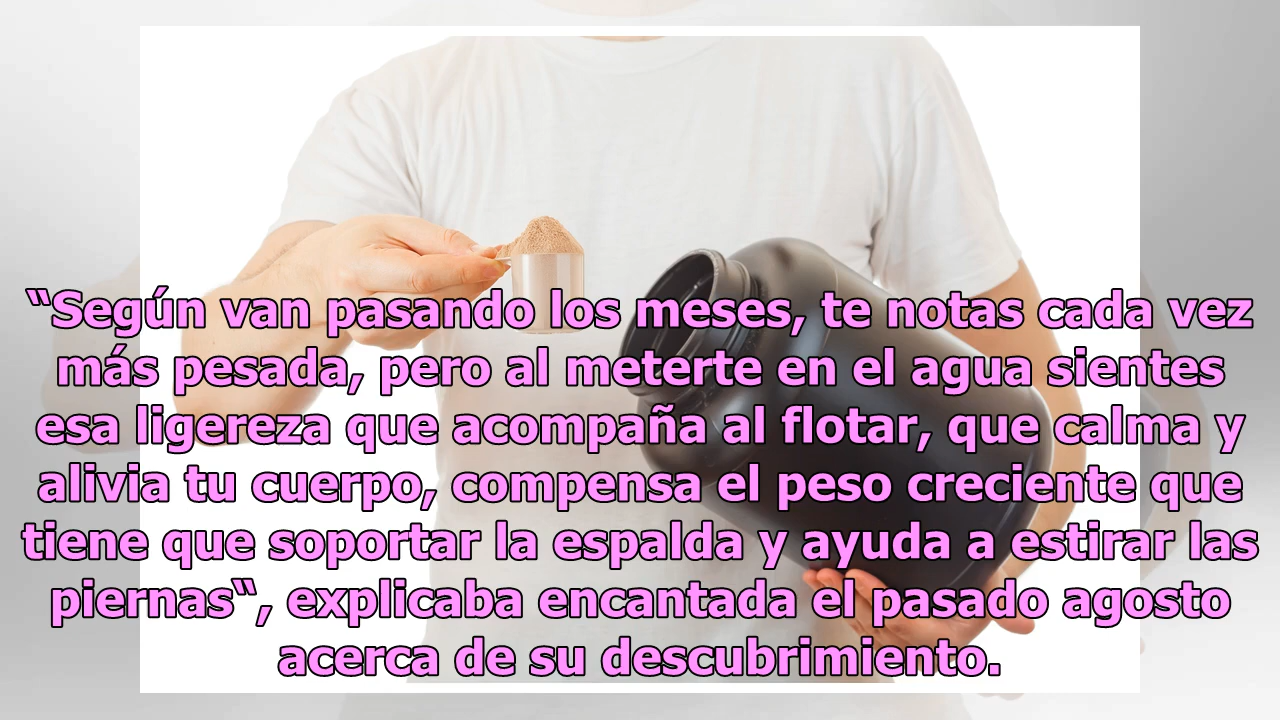 “Según van pasando los meses, te notas cada vez
más pesada, pero al meterte en el agua sientes
esa ligereza que acompaña al flotar, que calma y
alivia tu cuerpo, compensa el peso creciente que
tiene que soportar la espalda y ayuda a estirar las
piernas“, explicaba encantada el pasado agosto
acerca de su descubrimiento.